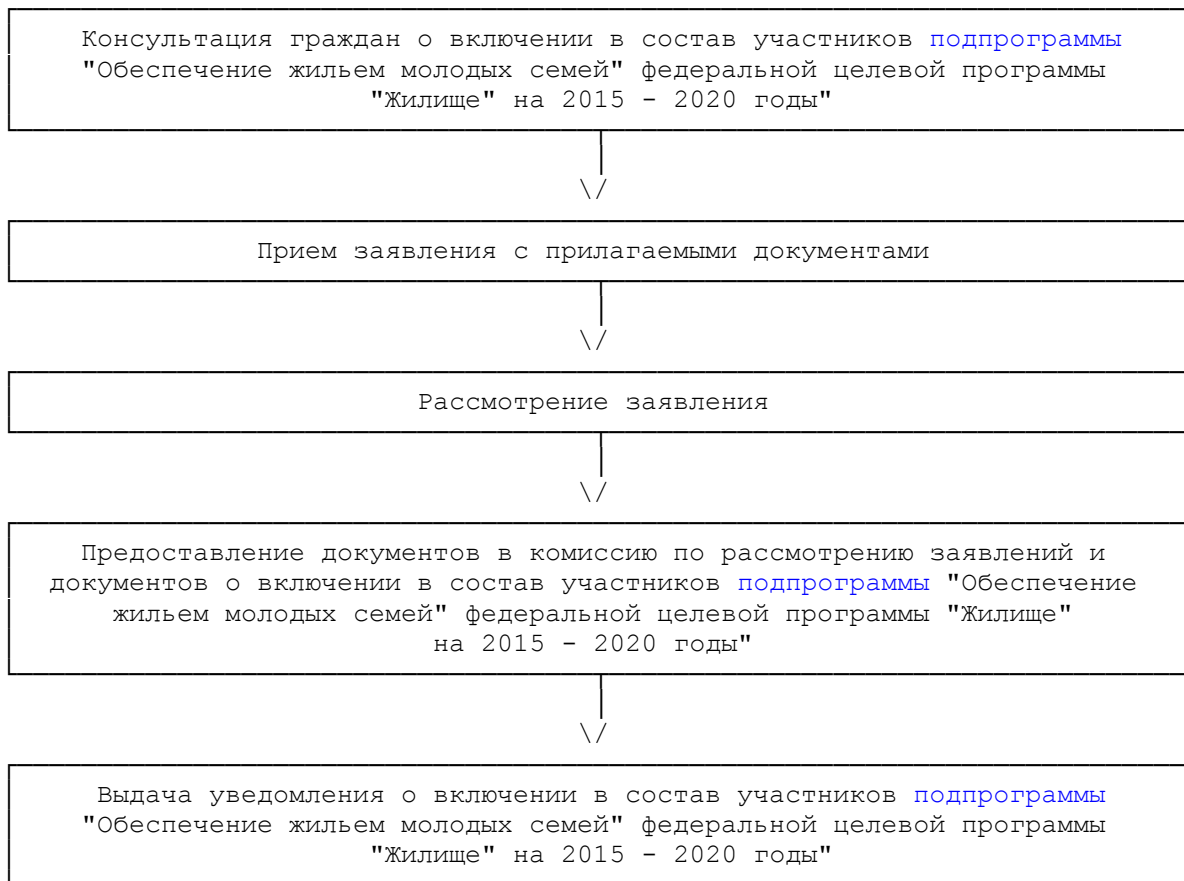 Консультация граждан о включении в состав участников подпрограммы
"Обеспечение жильем молодых семей" федеральной целевой программы
"Жилище" на 2015 - 2020 годы"
\/
Прием заявления с прилагаемыми документами
\/
Рассмотрение заявления
\/
Предоставление документов в комиссию по рассмотрению заявлений и
документов о включении в состав участников подпрограммы "Обеспечение
жильем молодых семей" федеральной целевой программы "Жилище"
на 2015 - 2020 годы"
\/
Выдача уведомления о включении в состав участников подпрограммы
"Обеспечение жильем молодых семей" федеральной целевой программы
"Жилище" на 2015 - 2020 годы"